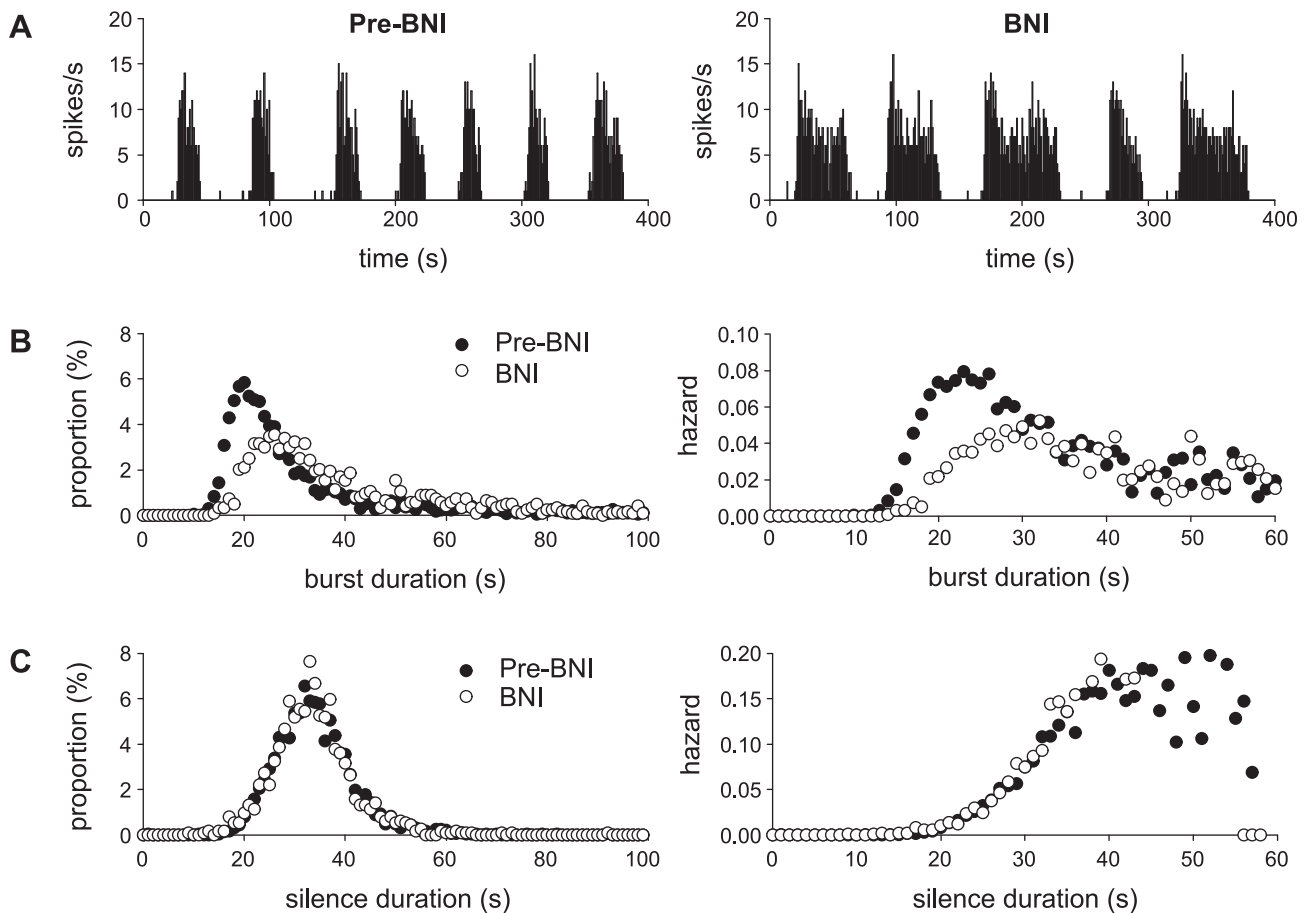 A
Pre-BNI
BNI
spikes/s
20
15
10
5
0
0 100 200 300 400
time (s)
spikes/s
20
15
10
5
0
0 100 200 300 400
time (s)
B
proportion (%)
8
6
4
2
0
Pre-BNI
BNI
0 20 40 60 80 100
burst duration (s)
hazard
0.10
0.08
0.06
0.04
0.02
0.00
0 10 20 30 40 50 60
burst duration (s)
C
proportion (%)
8
6
4
2
0
Pre-BNI
BNI
0 20 40 60 80 100
silence duration (s)
hazard
0.20
0.15
0.10
0.05
0.00
0 10 20 30 40 50 60
silence duration (s)